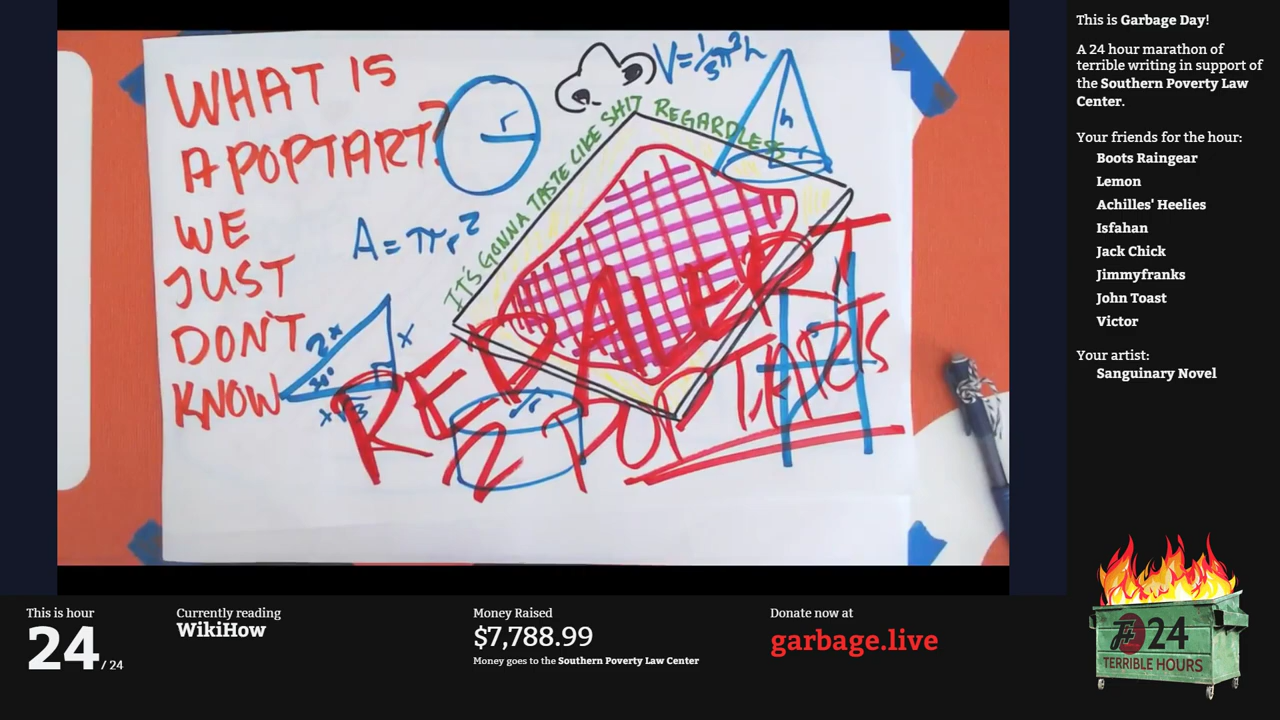 WHAT IS
A POPTART?
WE
JUST
DON'T
KNOW
r
A = πr²
V = 1/3πr²h
h
r
IT'S GONNA TASTE LIKE SHIT REGARDLESS
2x
x
30°
x√3
r
RED ALERT
2 POPTARTS
This is Garbage Day!
A 24 hour marathon of
terrible writing in support of
the Southern Poverty Law
Center.
Your friends for the hour:
Boots Raingear
Lemon
Achilles' Heelies
Isfahan
Jack Chick
Jimmyfranks
John Toast
Victor
Your artist:
Sanguinary Novel
24
TERRIBLE HOURS
This is hour
24 / 24
Currently reading
WikiHow
Money Raised
$7,788.99
Money goes to the Southern Poverty Law Center
Donate now at
garbage.live